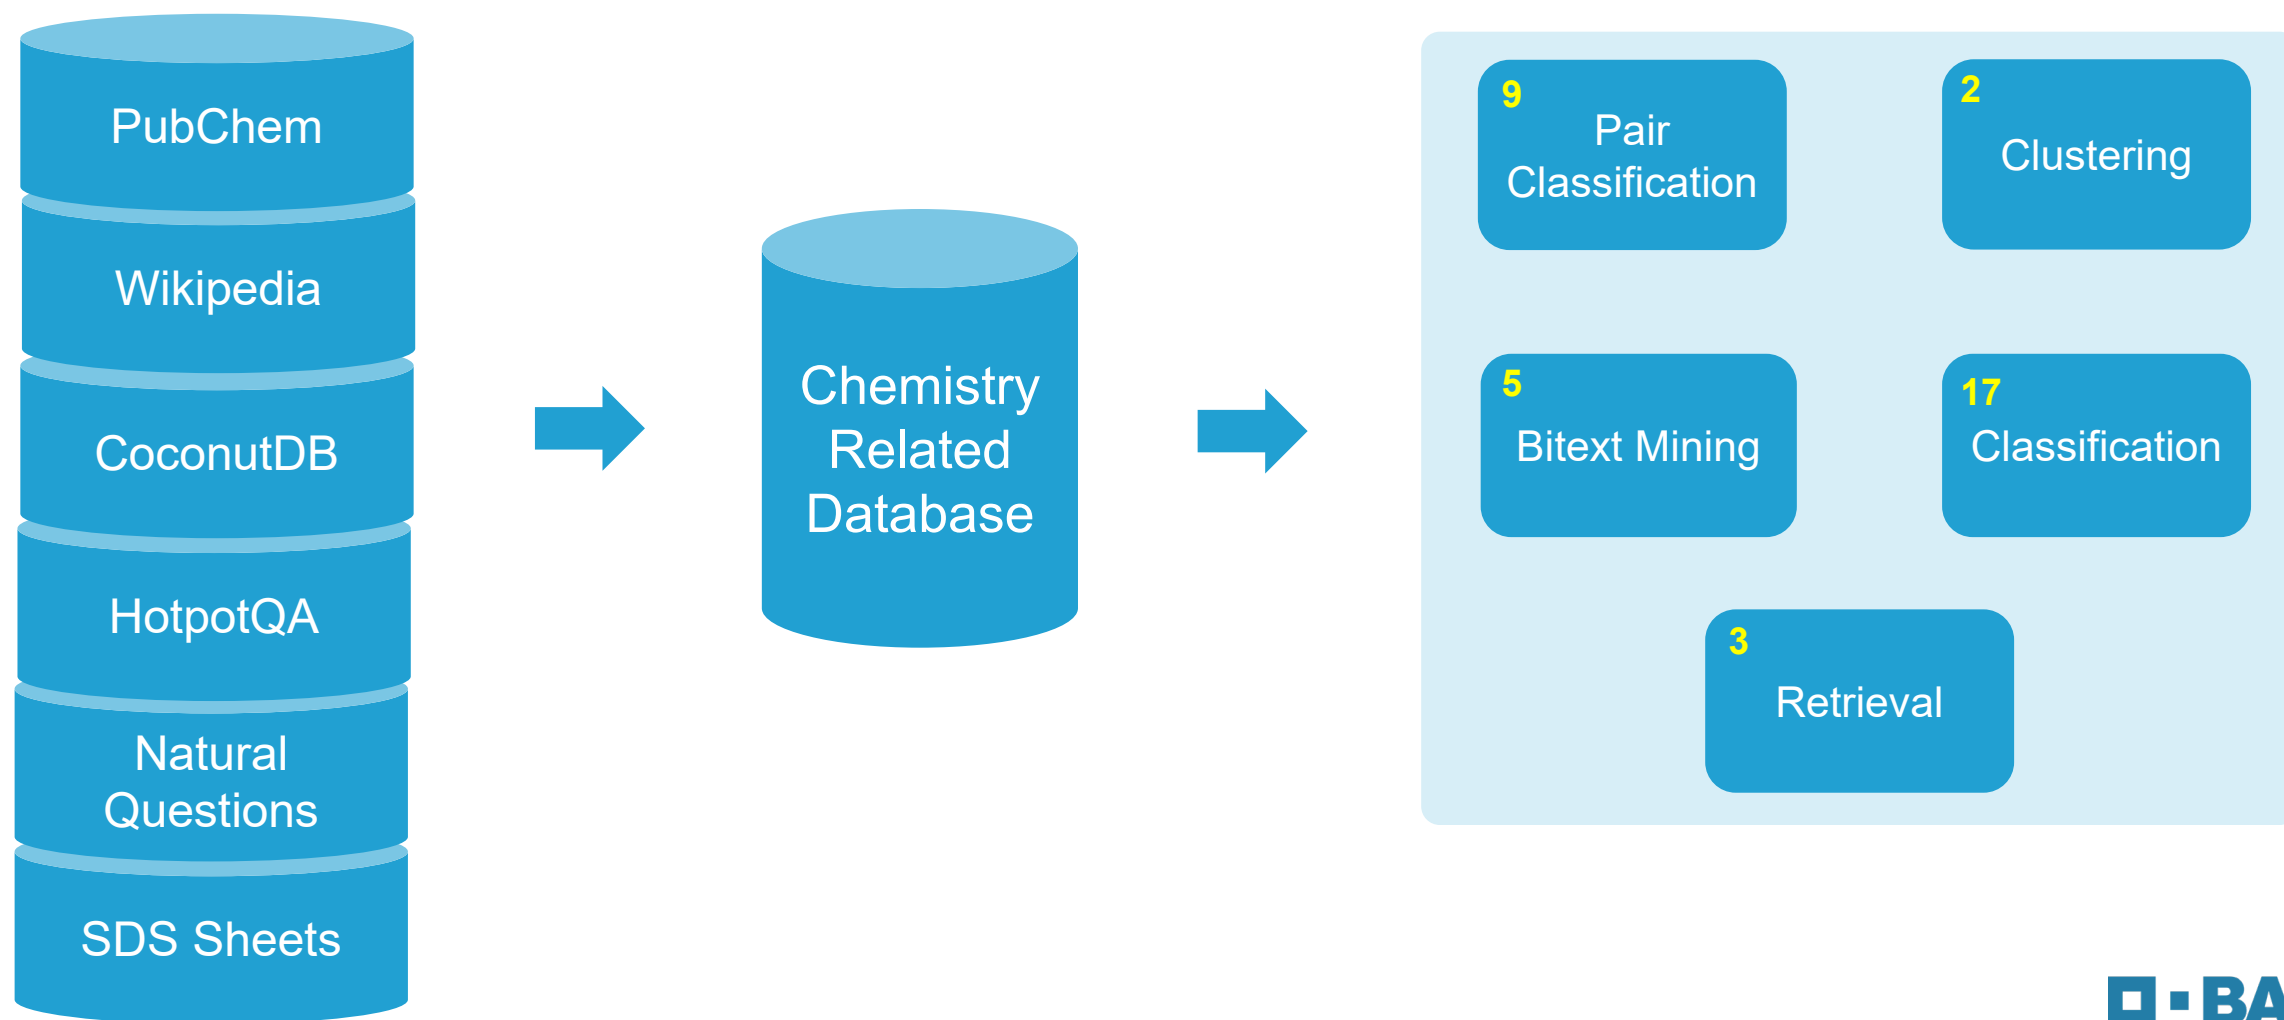 PubChem
Wikipedia
CoconutDB
HotpotQA
Natural
Questions
SDS Sheets
Chemistry
Related
Database
9
Pair
Classification
2
Clustering
5
Bitext Mining
17
Classification
3
Retrieval